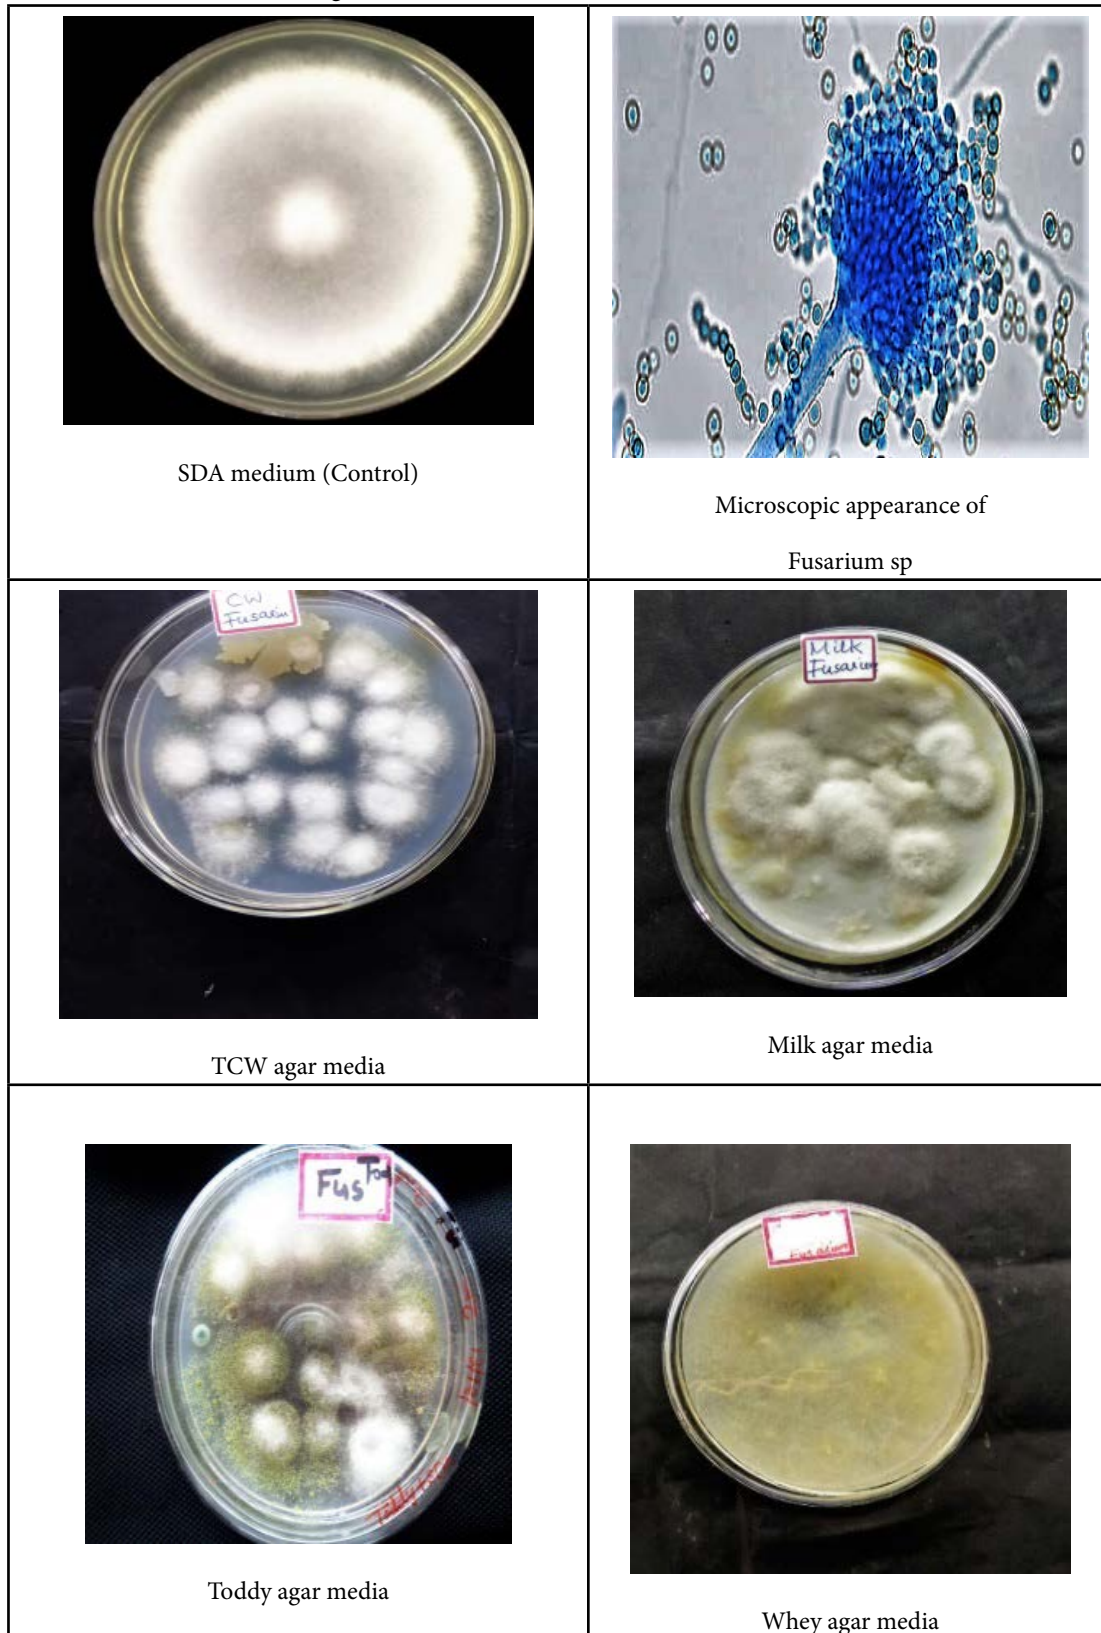 SDA medium (Control)
Microscopic appearance of
Fusarium sp
CW
Fusarium
TCW agar media
Milk
Fusarium
Milk agar media
Fus
Toddy agar media
Fusarium
Whey agar media